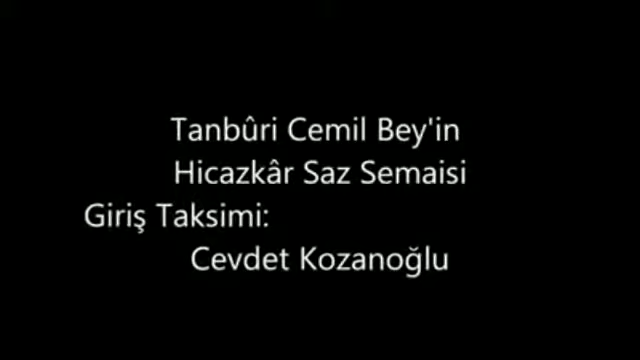 Tanbûri Cemil Bey'in
Hicazkâr Saz Semaisi
Giriş Taksimi:
Cevdet Kozanoğlu